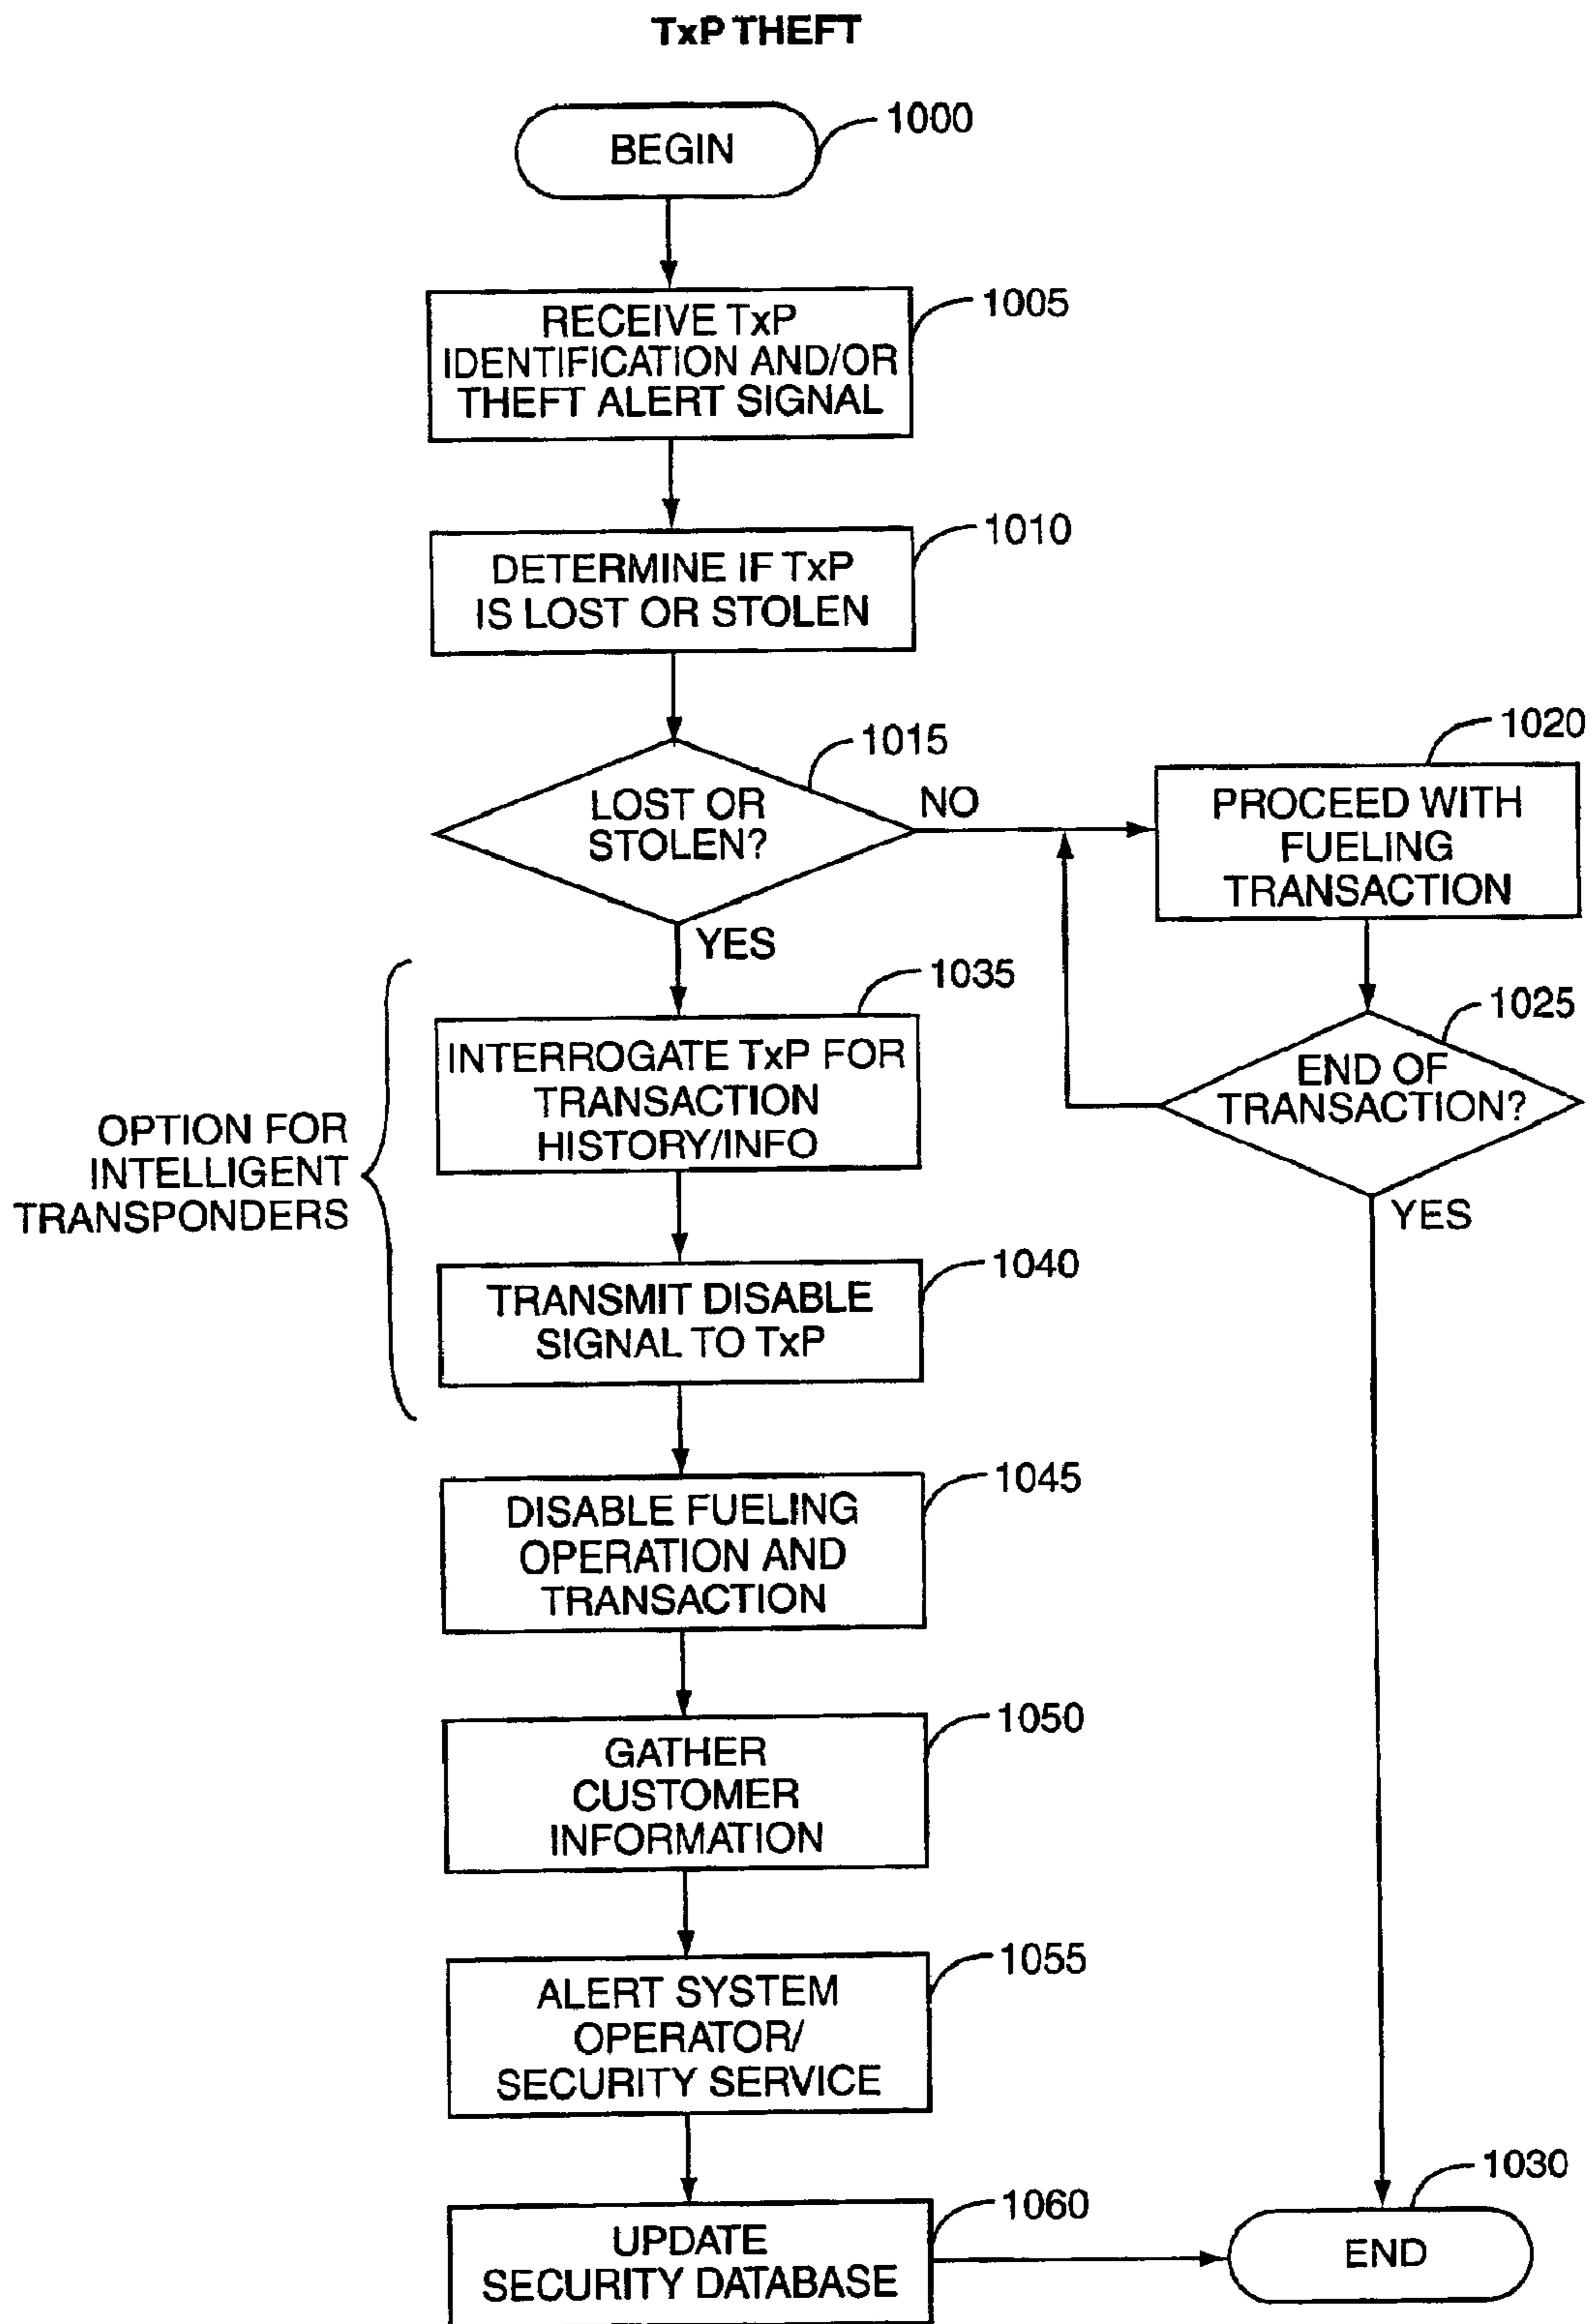 TxP THEFT
BEGIN
1000
RECEIVE TxP
IDENTIFICATION AND/OR
THEFT ALERT SIGNAL
1005
DETERMINE IF TxP
IS LOST OR STOLEN
1010
LOST OR
STOLEN?
1015
NO
YES
PROCEED WITH
FUELING
TRANSACTION
1020
END OF
TRANSACTION?
1025
YES
OPTION FOR
INTELLIGENT
TRANSPONDERS
INTERROGATE TxP FOR
TRANSACTION
HISTORY/INFO
1035
TRANSMIT DISABLE
SIGNAL TO TxP
1040
DISABLE FUELING
OPERATION AND
TRANSACTION
1045
GATHER
CUSTOMER
INFORMATION
1050
ALERT SYSTEM
OPERATOR/
SECURITY SERVICE
1055
UPDATE
SECURITY DATABASE
1060
END
1030